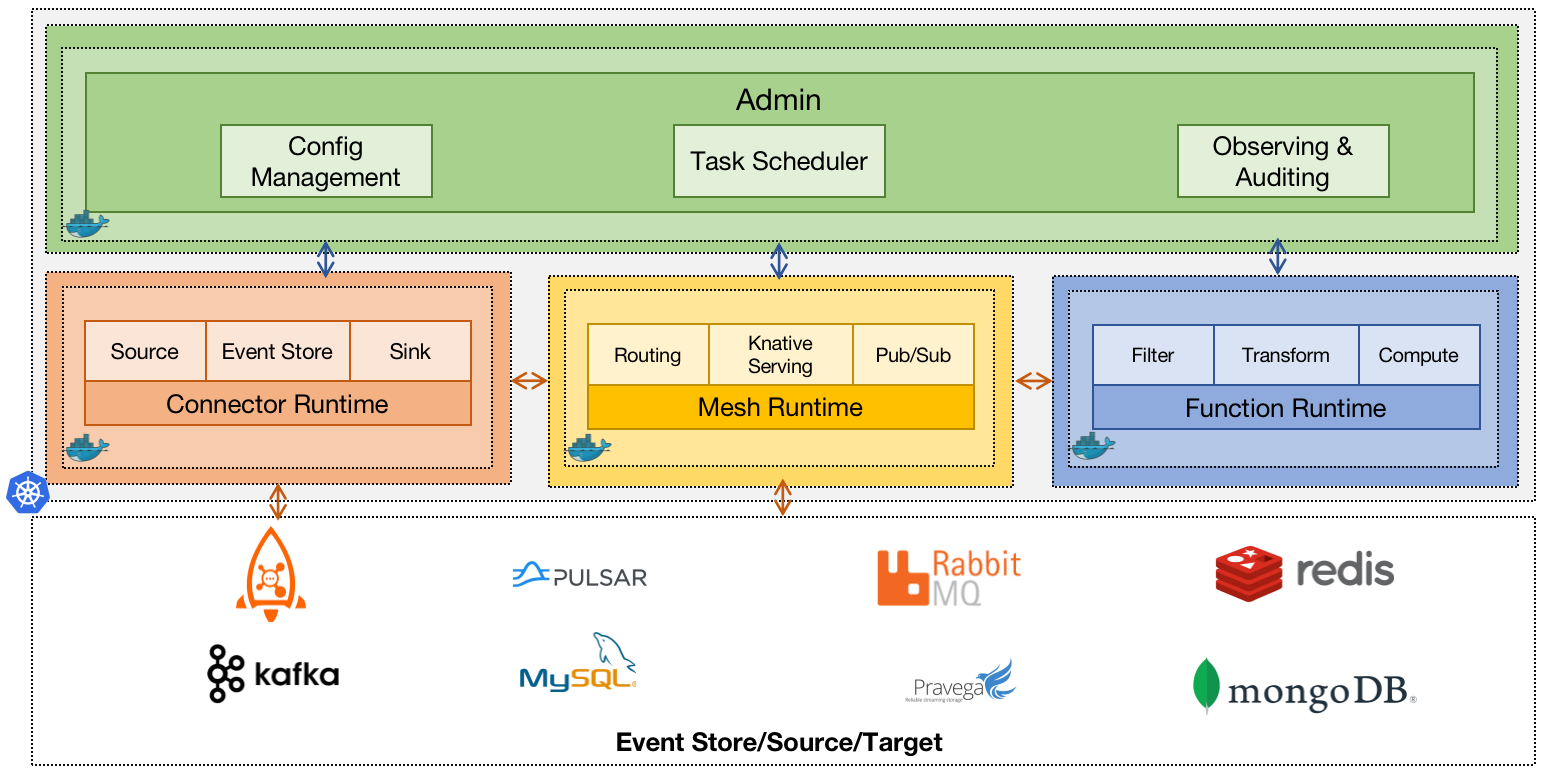 Admin
Config
Management
Task Scheduler
Observing &
Auditing
Source
Event Store
Sink
Connector Runtime
Routing
Knative
Serving
Pub/Sub
Mesh Runtime
Filter
Transform
Compute
Function Runtime
PULSAR
Rabbit
MQ
redis
kafka
MySQL®
Pravega
Reliable streaming storage
mongoDB®
Event Store/Source/Target